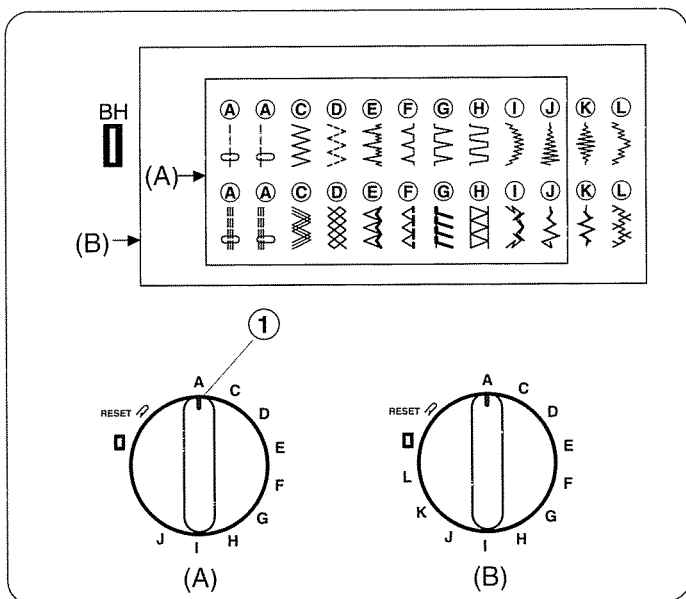 BH
A A C D E F G H I J K L
(A)
A A C D E F G H I J K L
(B)
1
A
C
D
E
F
G
H
I
J
RESET
(A)
A
C
D
E
F
G
H
I
J
K
L
RESET
(B)